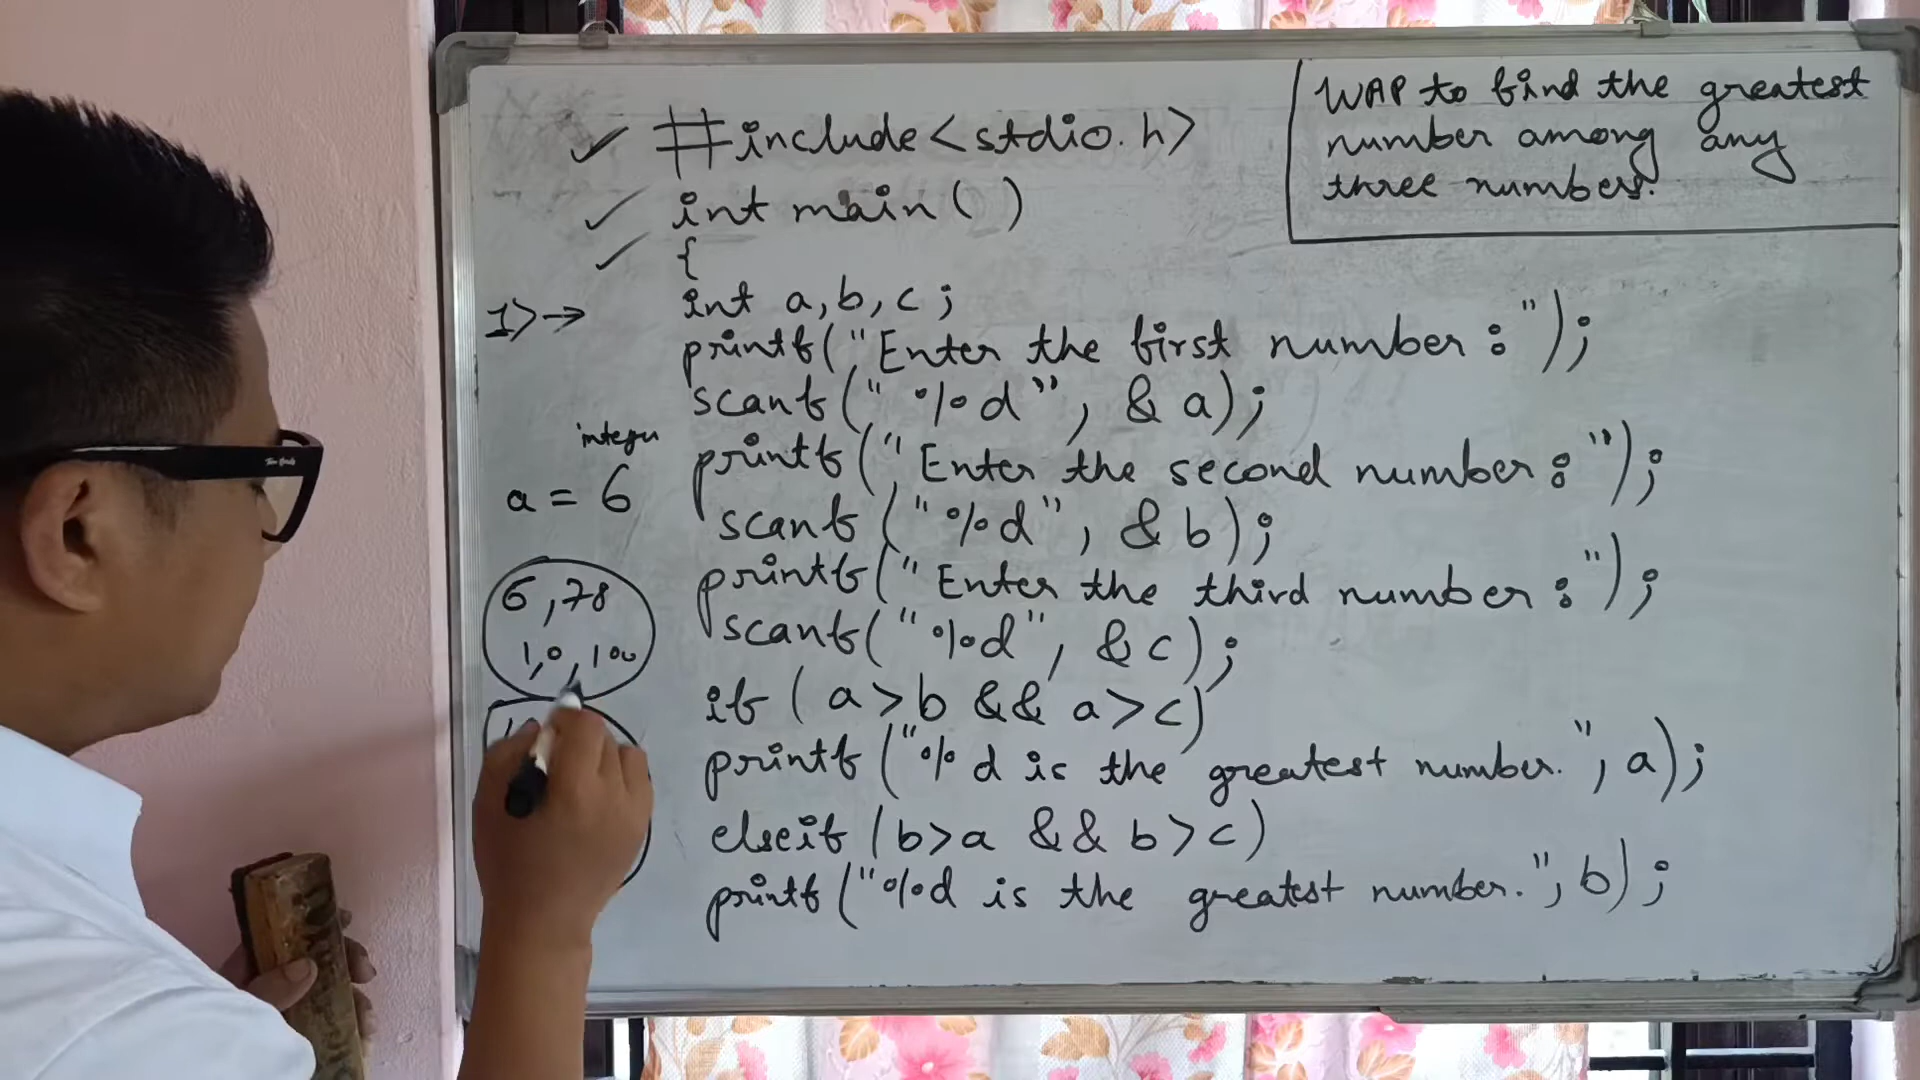 WAP to find the greatest
number among any
three numbers.
#include<stdio.h>
int main( )
{
1)→
int a,b,c;
printf("Enter the first number:");
scanf("%d", &a);
integer
a = 6
printf("Enter the second number:");
scanf("%d", &b);
6,78
1,0,100
printf("Enter the third number:");
scanf("%d", &c);
if (a>b && a>c)
printf("%d is the greatest number.", a);
elseif (b>a && b>c)
printf("%d is the greatest number.", b);